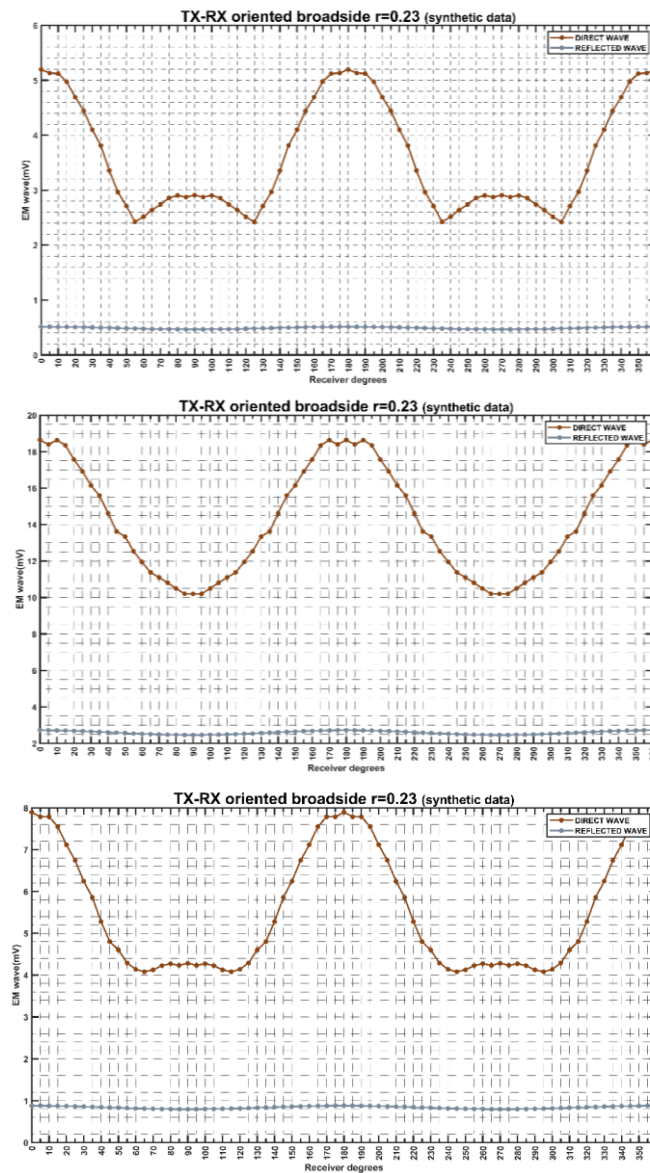 TX-RX oriented broadside r=0.23 (synthetic data)
DIRECT WAVE
REFLECTED WAVE
EM wave(mV)
6
5
4
3
2
1
0
0 10 20 30 40 50 60 70 80 90 100 110 120 130 140 150 160 170 180 190 200 210 220 230 240 250 260 270 280 290 300 310 320 330 340 350
Receiver degrees
TX-RX oriented broadside r=0.23 (synthetic data)
DIRECT WAVE
REFLECTED WAVE
EM wave(mV)
20
18
16
14
12
10
8
6
4
2
0 10 20 30 40 50 60 70 80 90 100 110 120 130 140 150 160 170 180 190 200 210 220 230 240 250 260 270 280 290 300 310 320 330 340 350
Receiver degrees
TX-RX oriented broadside r=0.23 (synthetic data)
DIRECT WAVE
REFLECTED WAVE
EM wave(mV)
8
7
6
5
4
3
2
1
0
0 10 20 30 40 50 60 70 80 90 100 110 120 130 140 150 160 170 180 190 200 210 220 230 240 250 260 270 280 290 300 310 320 330 340 350
Receiver degrees